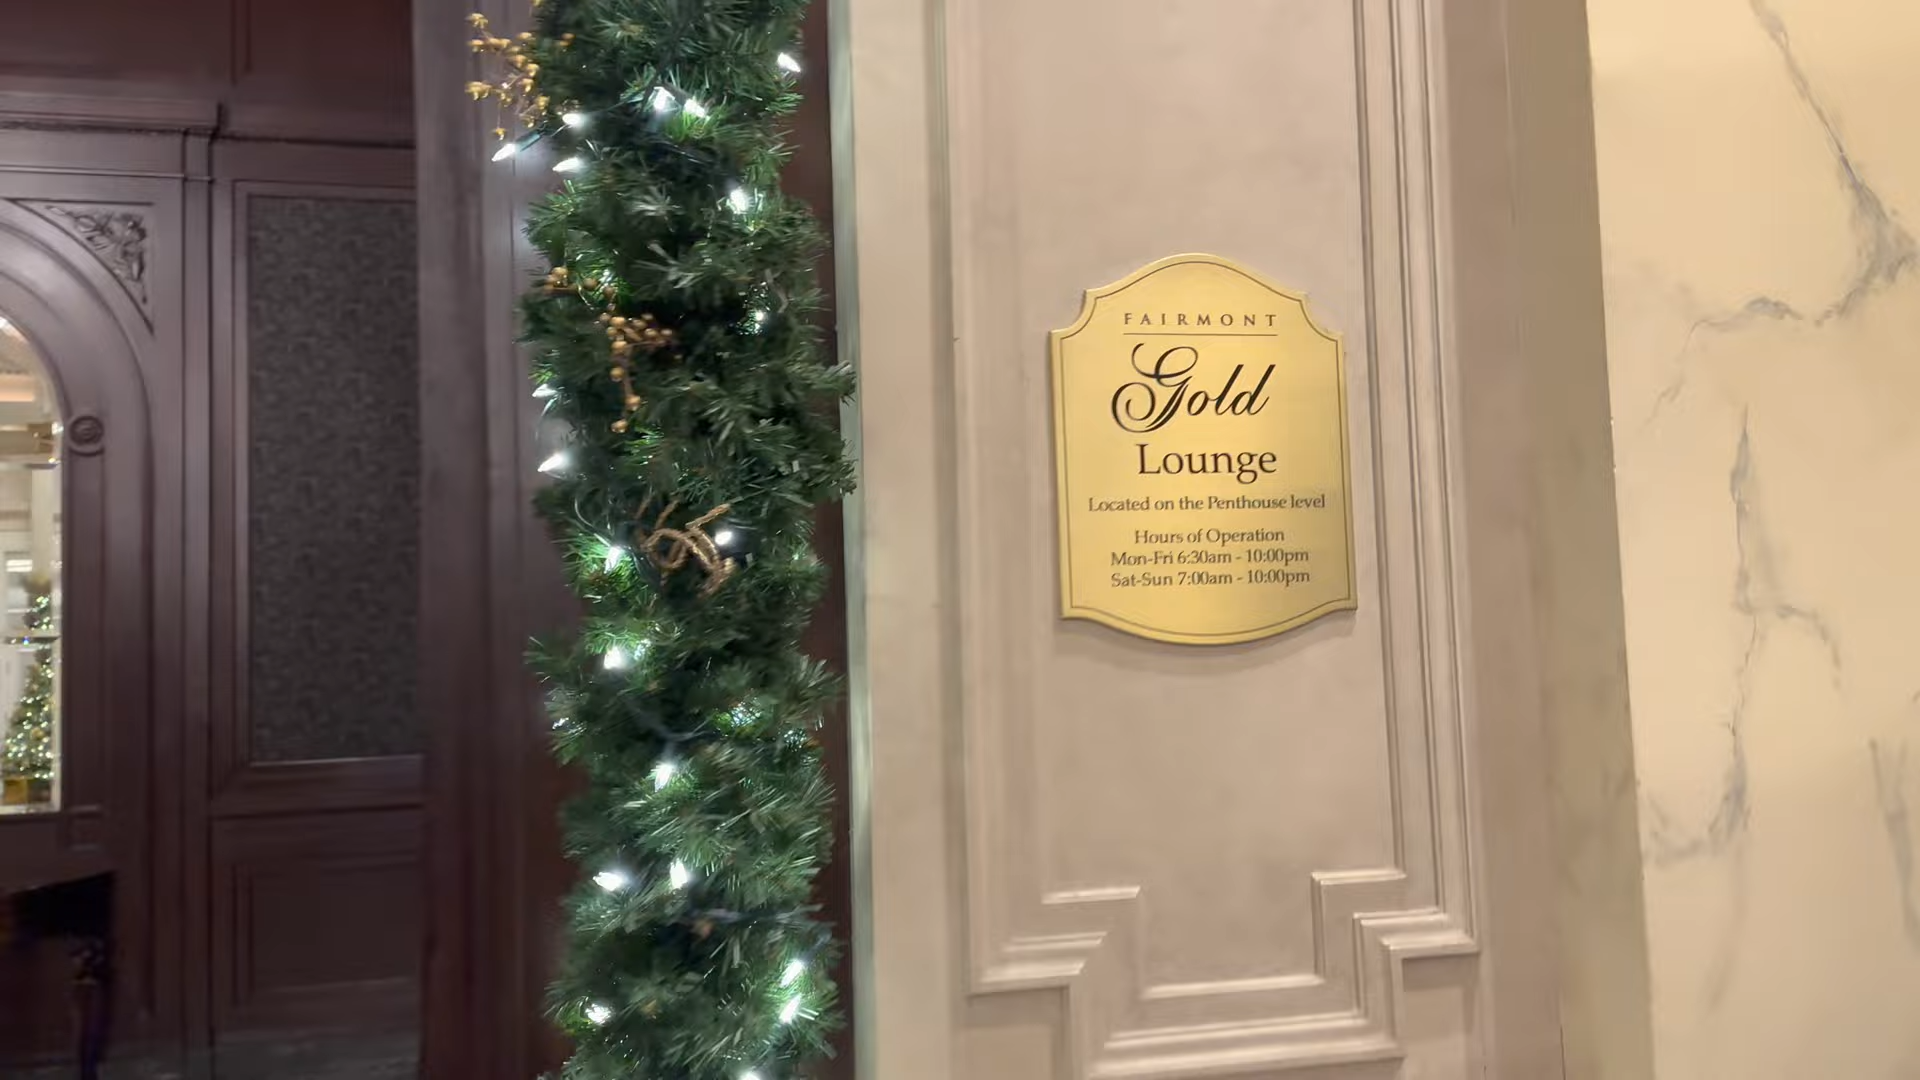 FAIRMONT
Gold
Lounge
Located on the Penthouse level
Hours of Operation
Mon-Fri 6:30am - 10:00pm
Sat-Sun 7:00am - 10:00pm